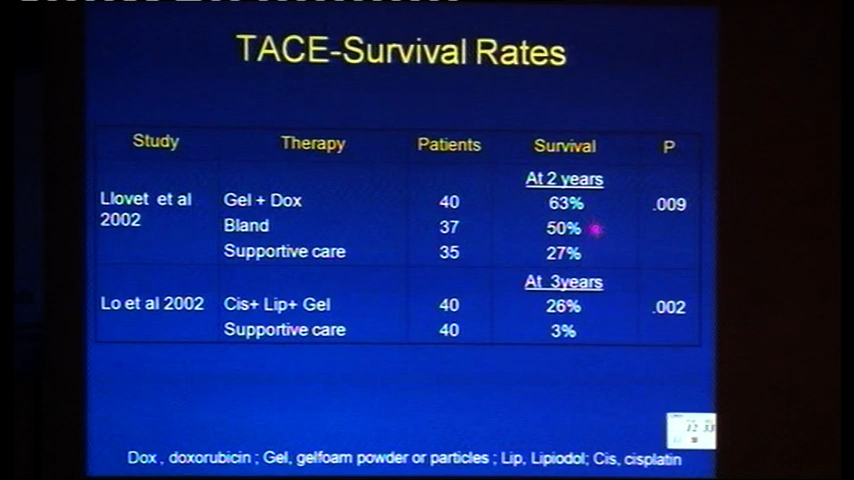 TACE-Survival Rates
Study Therapy Patients Survival P
At 2 years
Llovet et al 2002 Gel + Dox 40 63% .009
Bland 37 50%
Supportive care 35 27%
At 3years
Lo et al 2002 Cis+ Lip+ Gel 40 26% .002
Supportive care 40 3%
12 33
Dox , doxorubicin ; Gel, gelfoam powder or particles ; Lip, Lipiodol; Cis, cisplatin